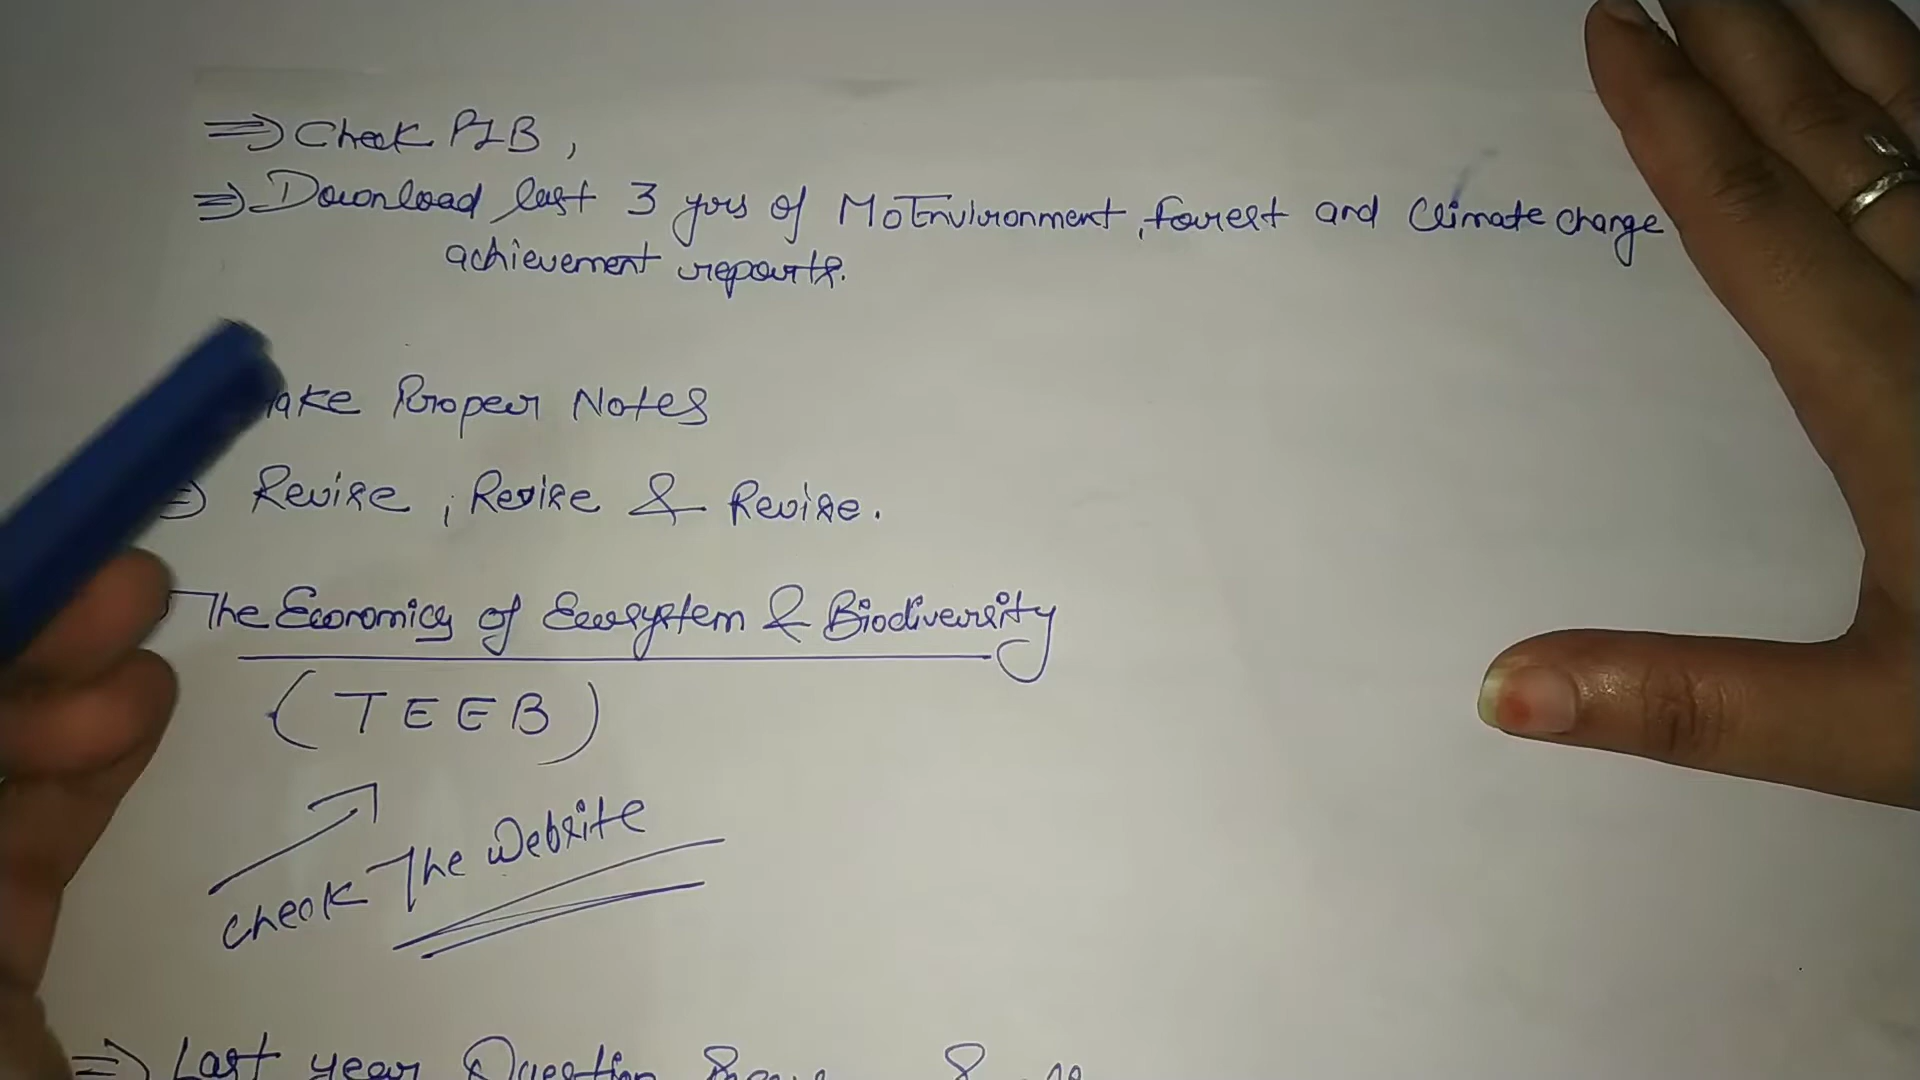 ⇒ Check PIB,
⇒ Download last 3 yrs of MoEnvironment, forest and Climate change
achievement reports.
Proper Notes
⇒ Revise, Revise & Revise.
The Economics of Ecosystem & Biodiversity
(TEEB)
check The Website
⇒ Last year Question